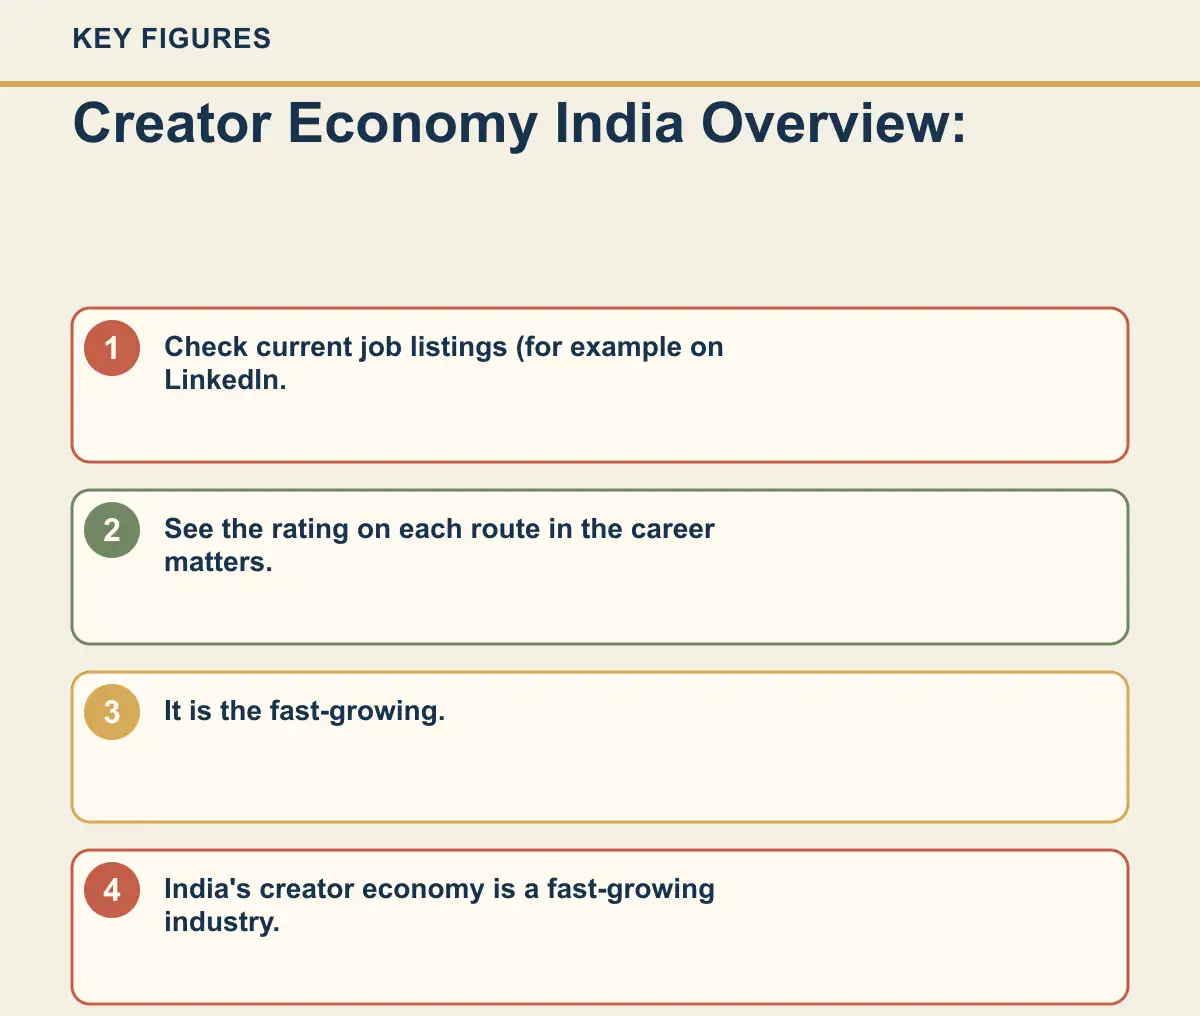 KEY FIGURES
Creator Economy India Overview:
1
Check current job listings (for example on
LinkedIn.
2
See the rating on each route in the career
matters.
3
It is the fast-growing.
4
India's creator economy is a fast-growing
industry.